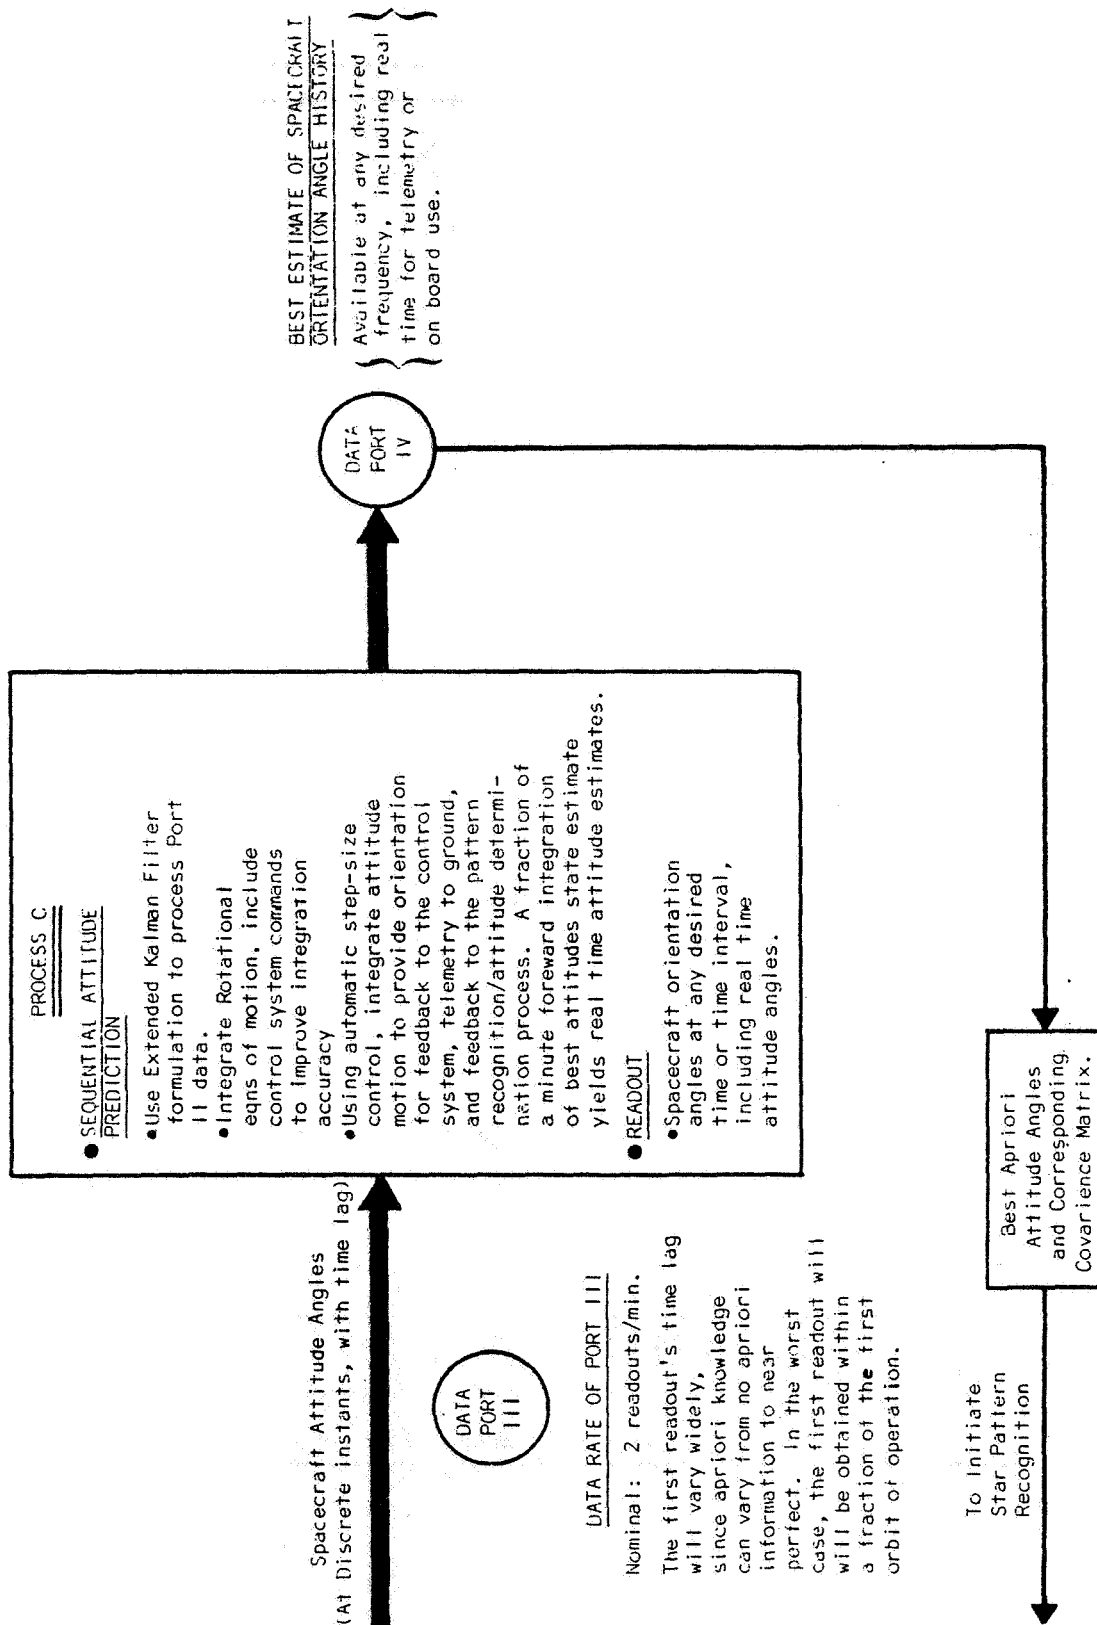 Spacecraft Attitude Angles
(At Discrete instants, with time lag)
DATA
PORT
III
DATA RATE OF PORT III
Nominal: 2 readouts/min.
The first readout's time lag
will vary widely,
since apriori knowledge
can vary from no apriori
information to near
perfect. In the worst
case, the first readout will
will be obtained within
a fraction of the first
orbit of operation.
PROCESS C
● SEQUENTIAL ATTITUDE
PREDICTION
•Use Extended Kalman Filter
formulation to process Port
II data.
•Integrate Rotational
eqns of motion, include
control system commands
to improve integration
accuracy
•Using automatic step-size
control, integrate attitude
motion to provide orientation
for feedback to the control
system, telemetry to ground,
and feedback to the pattern
recognition/attitude determi-
nation process. A fraction of
a minute foreward integration
of best attitudes state estimate
yields real time attitude estimates.
● READOUT
•Spacecraft orientation
angles at any desired
time or time interval,
including real time
attitude angles.
DATA
PORT
IV
BEST ESTIMATE OF SPACECRAFT
ORIENTATION ANGLE HISTORY
Available at any desired
frequency, including real
time for telemetry or
on board use.
Best Apriori
Attitude Angles
and Corresponding.
Covarience Matrix.
To Initiate
Star Pattern
Recognition